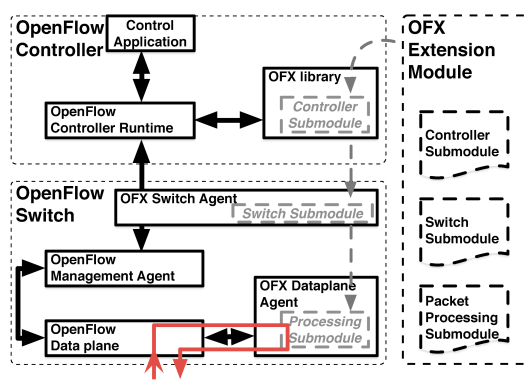 OpenFlow
Controller
Control
Application
OFX library
Controller
Submodule
OpenFlow
Controller Runtime
OpenFlow
Switch
OFX Switch Agent
Switch Submodule
OpenFlow
Management Agent
OFX Dataplane
Agent
Processing
Submodule
OpenFlow
Data plane
OFX
Extension
Module
Controller
Submodule
Switch
Submodule
Packet
Processing
Submodule